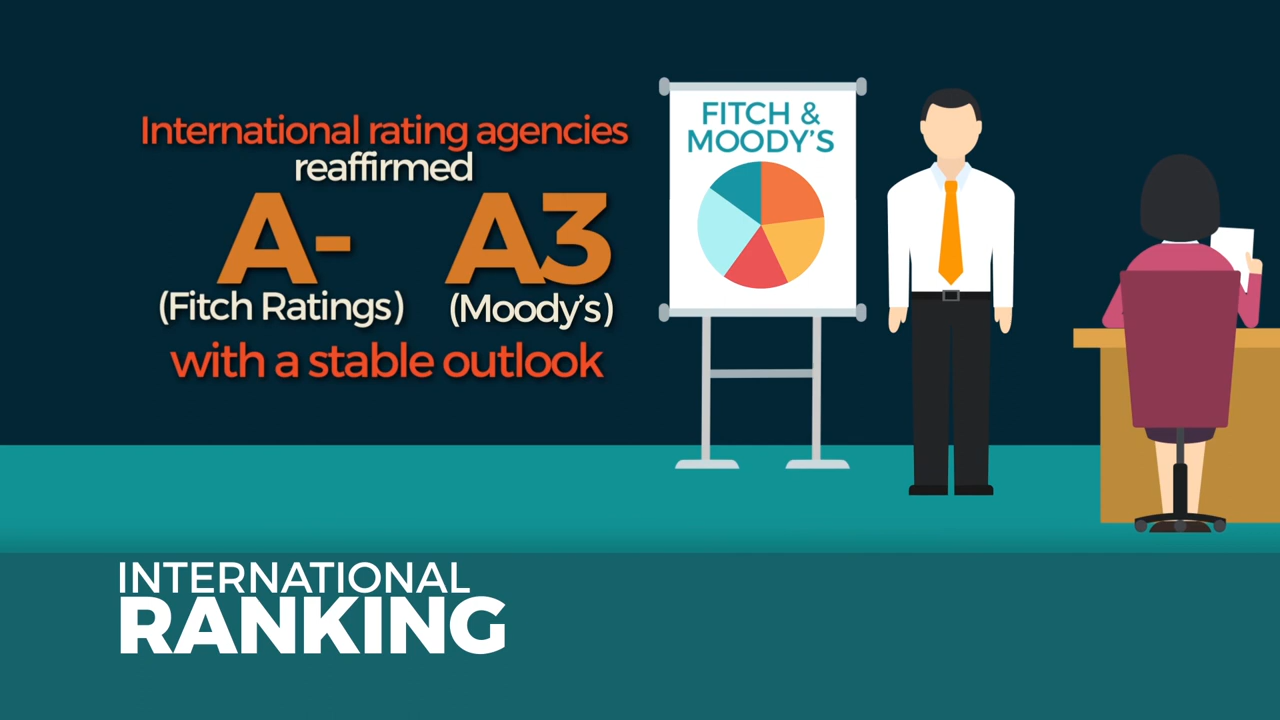 International rating agencies
reaffirmed
A- A3
(Fitch Ratings) (Moody's)
with a stable outlook
FITCH &
MOODY'S
INTERNATIONAL
RANKING